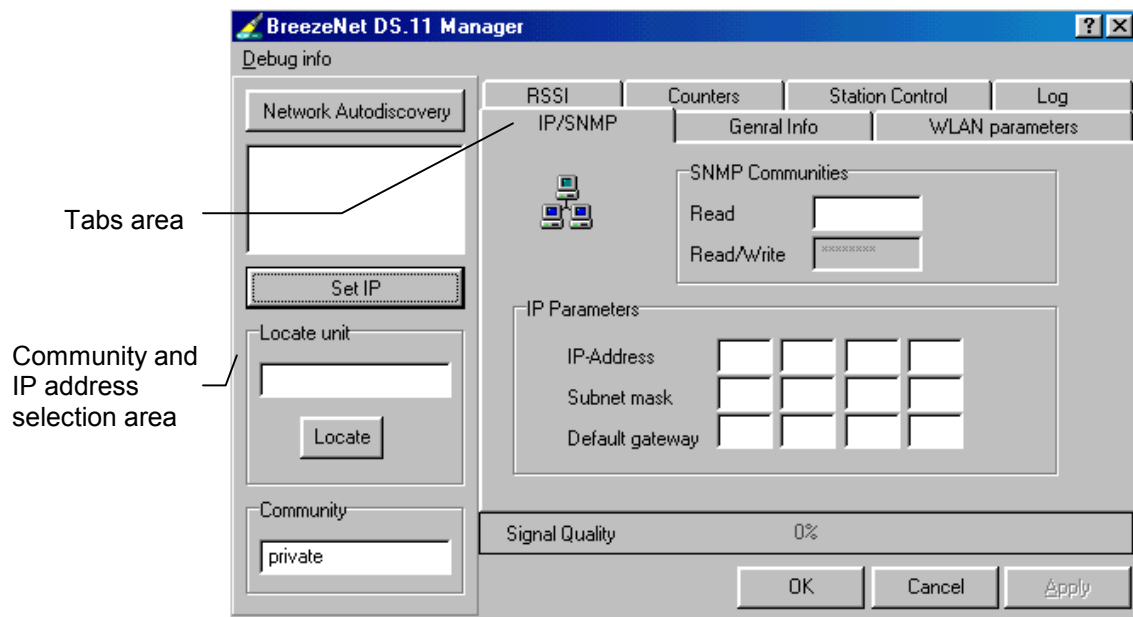 BreezeNet DS.11 Manager
Debug info
Network Autodiscovery
RSSI
Counters
Station Control
Log
IP/SNMP
Genral Info
WLAN parameters
Tabs area
SNMP Communities
Read
Read/Write
********
Set IP
IP Parameters
IP-Address
Subnet mask
Default gateway
Community and
IP address
selection area
Locate unit
Locate
Community
private
Signal Quality 0%
OK
Cancel
Apply